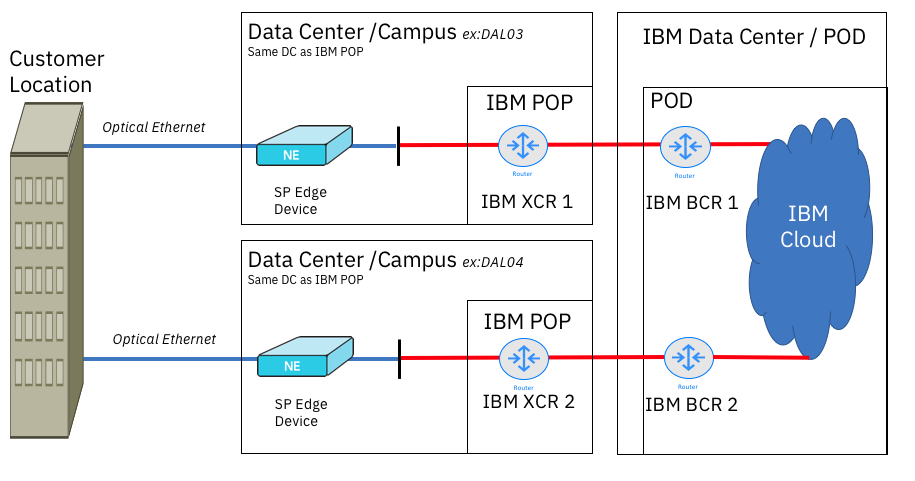 Customer
Location
Optical Ethernet
Data Center /Campus ex:DAL03
Same DC as IBM POP
NE
SP Edge
Device
IBM POP
Router
IBM XCR 1
IBM Data Center / POD
POD
Router
IBM BCR 1
IBM
Cloud
Optical Ethernet
Data Center /Campus ex:DAL04
Same DC as IBM POP
NE
SP Edge
Device
IBM POP
Router
IBM XCR 2
Router
IBM BCR 2